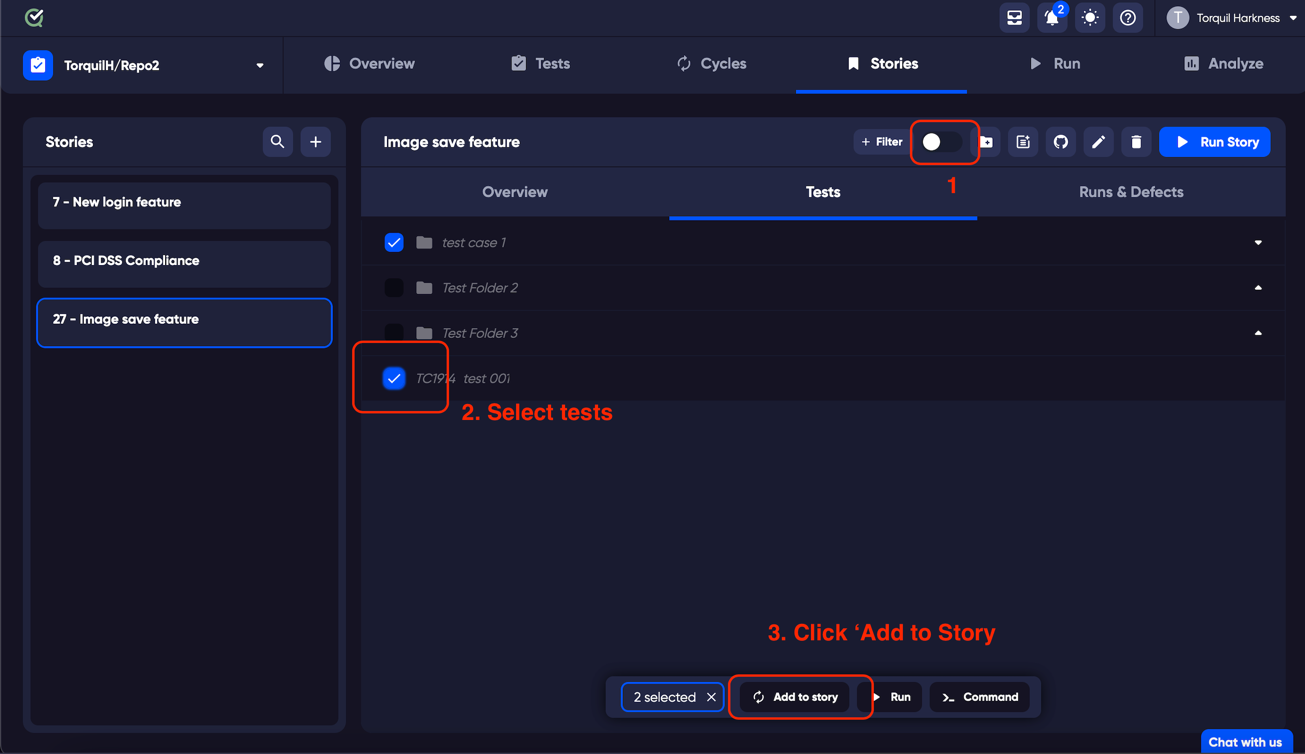 2
T Torquil Harkness
TorquilH/Repo2
Overview
Tests
Cycles
Stories
Run
Analyze
Stories
7 - New login feature
8 - PCI DSS Compliance
27 - Image save feature
Image save feature
+ Filter
Run Story
1
Overview
Tests
Runs & Defects
test case 1
Test Folder 2
Test Folder 3
TC1914 test 001
2. Select tests
3. Click ‘Add to Story
2 selected
Add to story
Run
Command
Chat with us